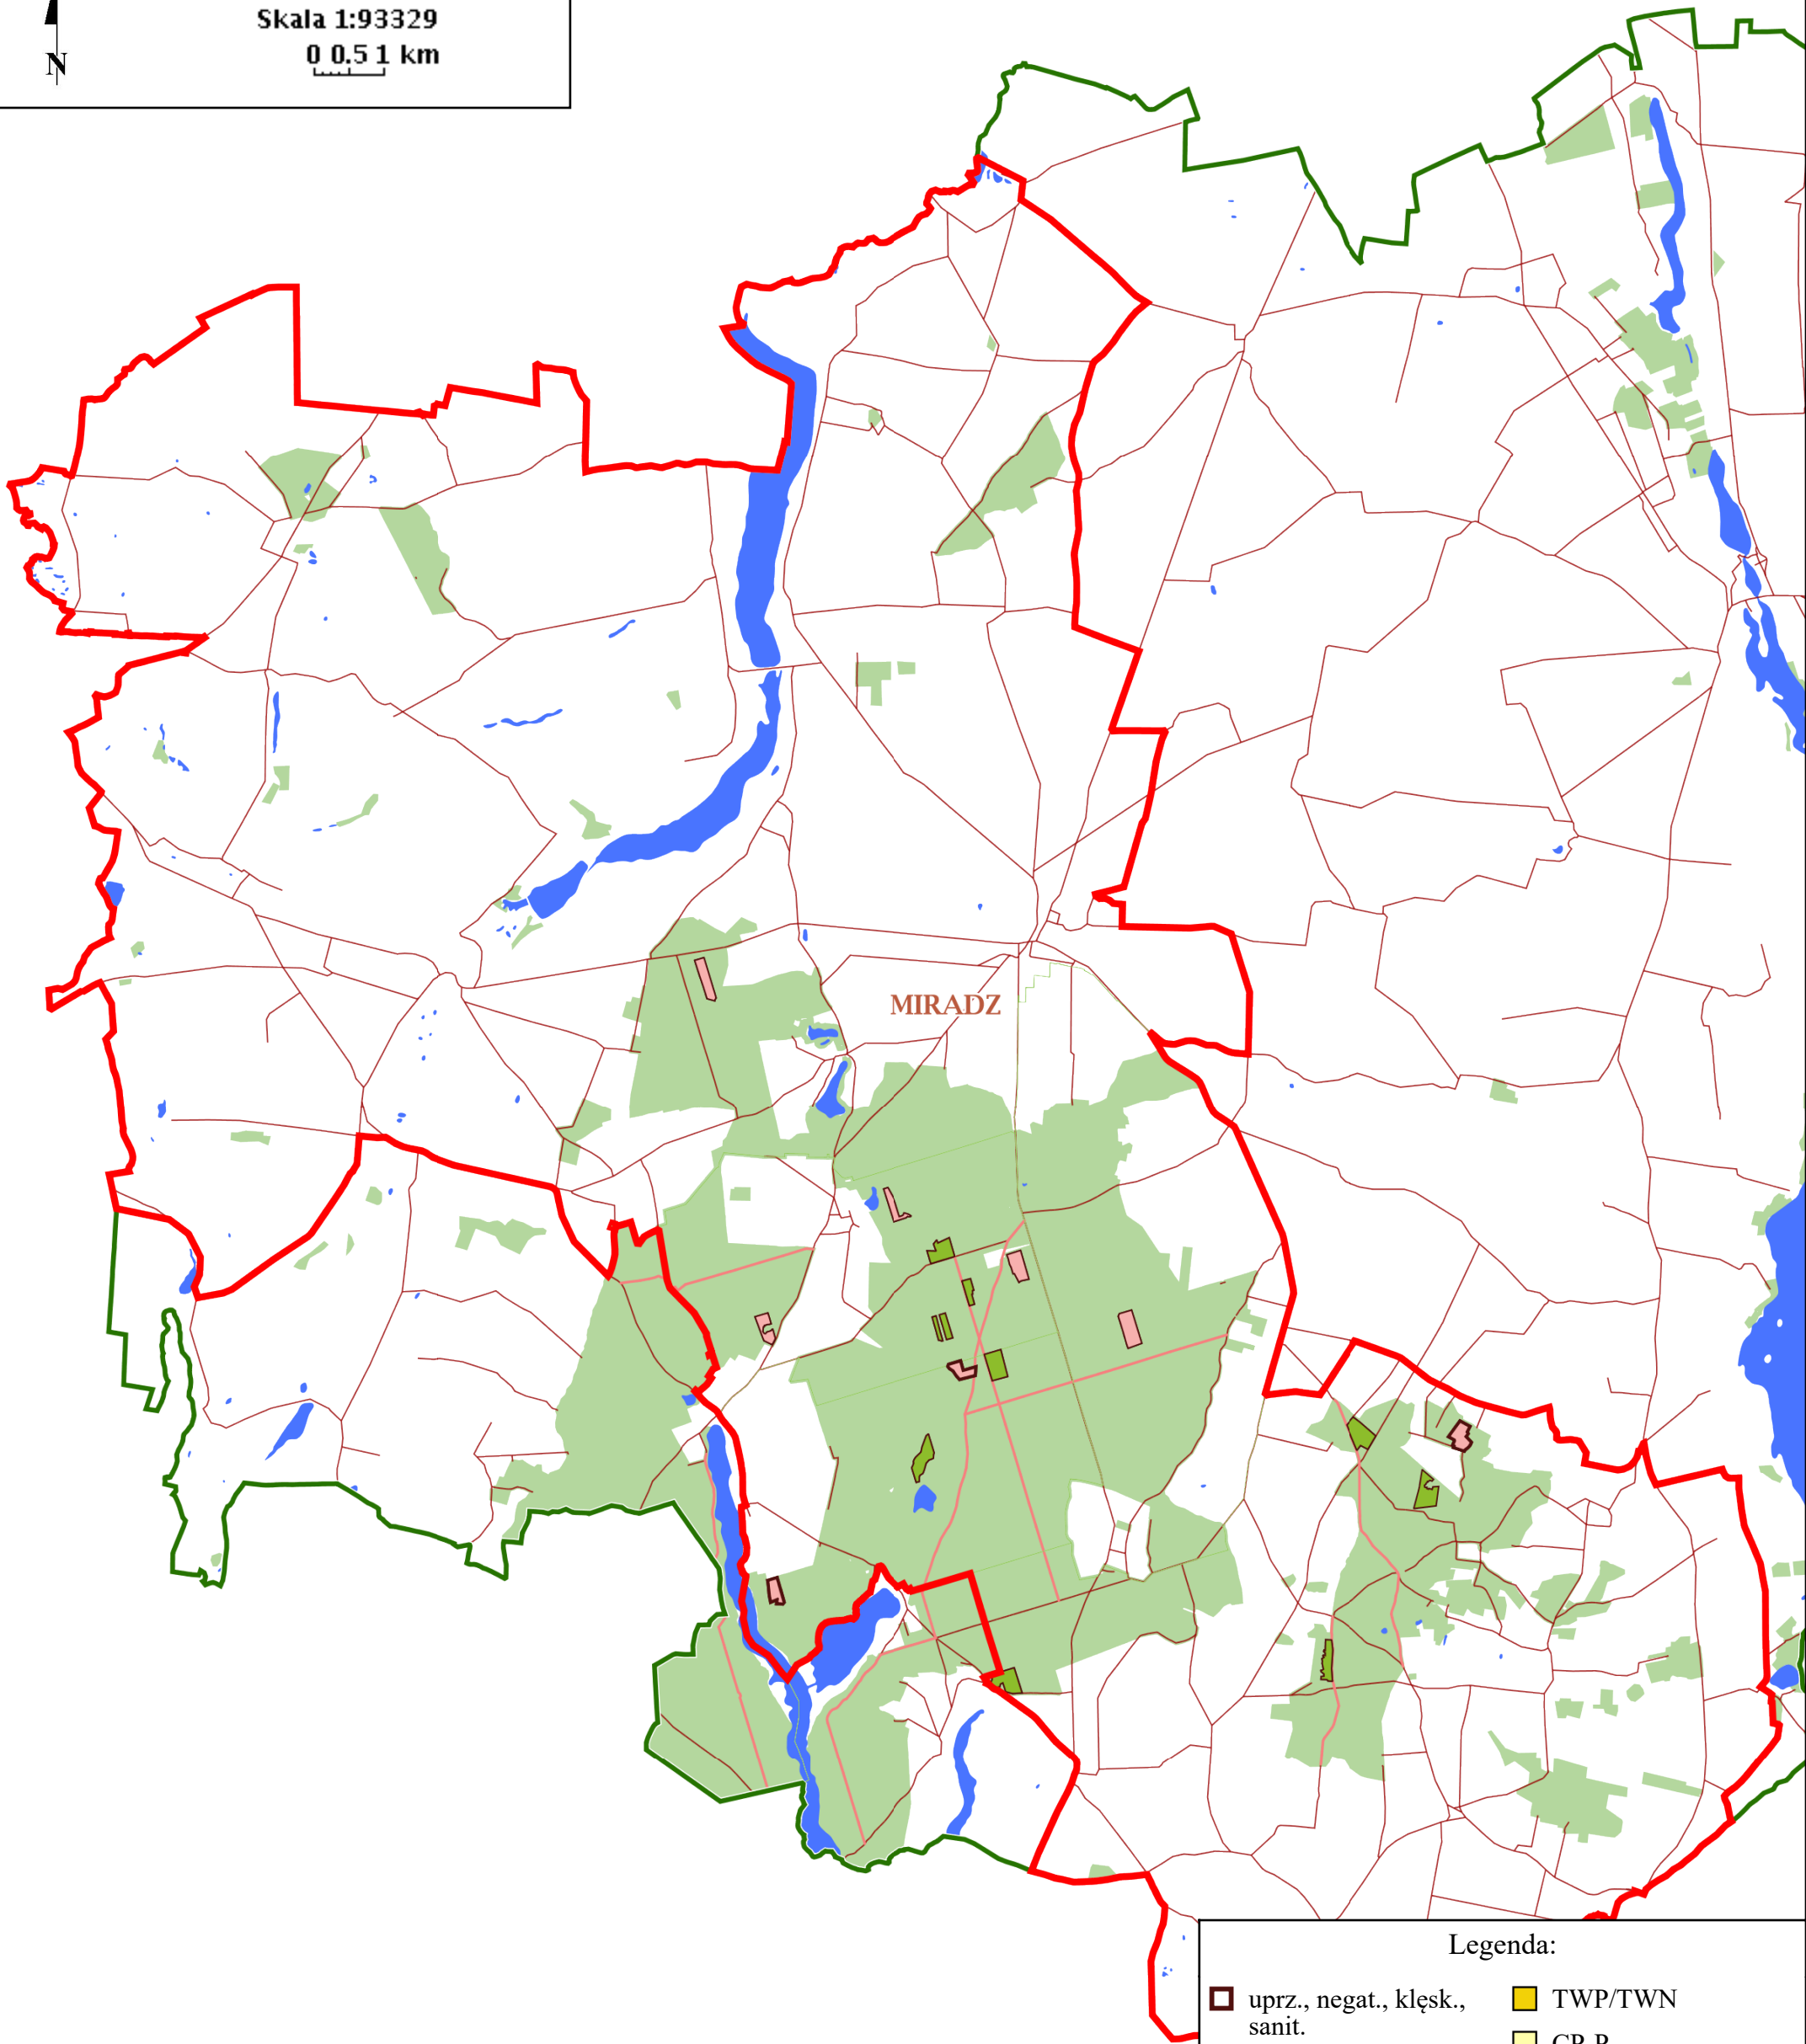 Skala 1:93329
0 0.5 1 km
N
MIRADZ
Legenda:
uprz., negat., klęsk.,
sanit.
TWP/TWN